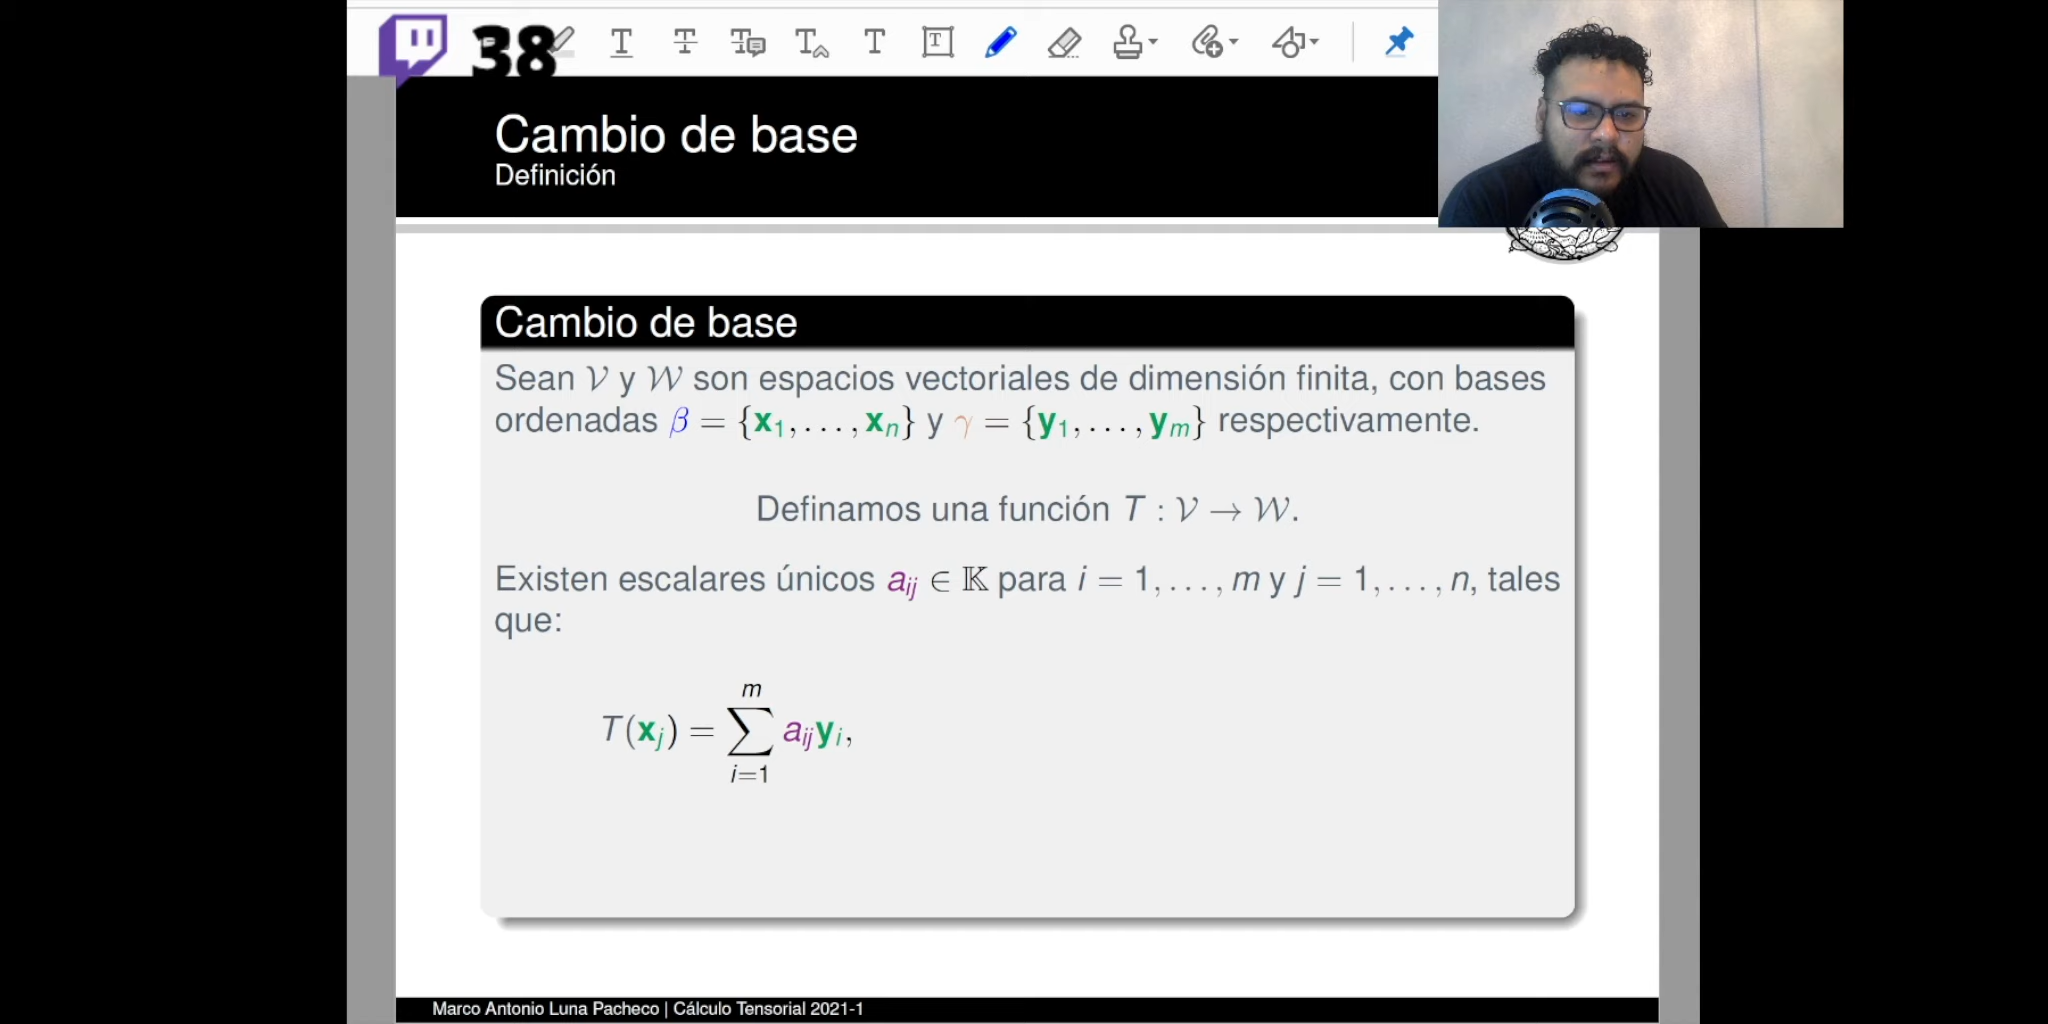 38
Cambio de base
Definición
Cambio de base
Sean 𝒱 y 𝒲 son espacios vectoriales de dimensión finita, con bases
ordenadas β = {x₁, . . . , xₙ} y γ = {y₁, . . . , yₘ} respectivamente.
Definamos una función T : 𝒱 → 𝒲.
Existen escalares únicos aᵢⱼ ∈ 𝕂 para i = 1, . . . , m y j = 1, . . . , n, tales
que:
T(xⱼ) = ∑_{i=1}^{m} aᵢⱼyᵢ,
Marco Antonio Luna Pacheco | Cálculo Tensorial 2021-1